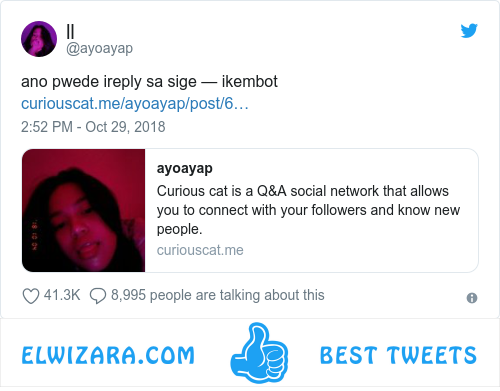 ll
@ayoayap
ano pwede ireply sa sige — ikembot
curiouscat.me/ayoayap/post/6…
2:52 PM - Oct 29, 2018
ayoayap
Curious cat is a Q&A social network that allows
you to connect with your followers and know new
people.
curiouscat.me
41.3K 8,995 people are talking about this
ELWIZARA.COM BEST TWEETS